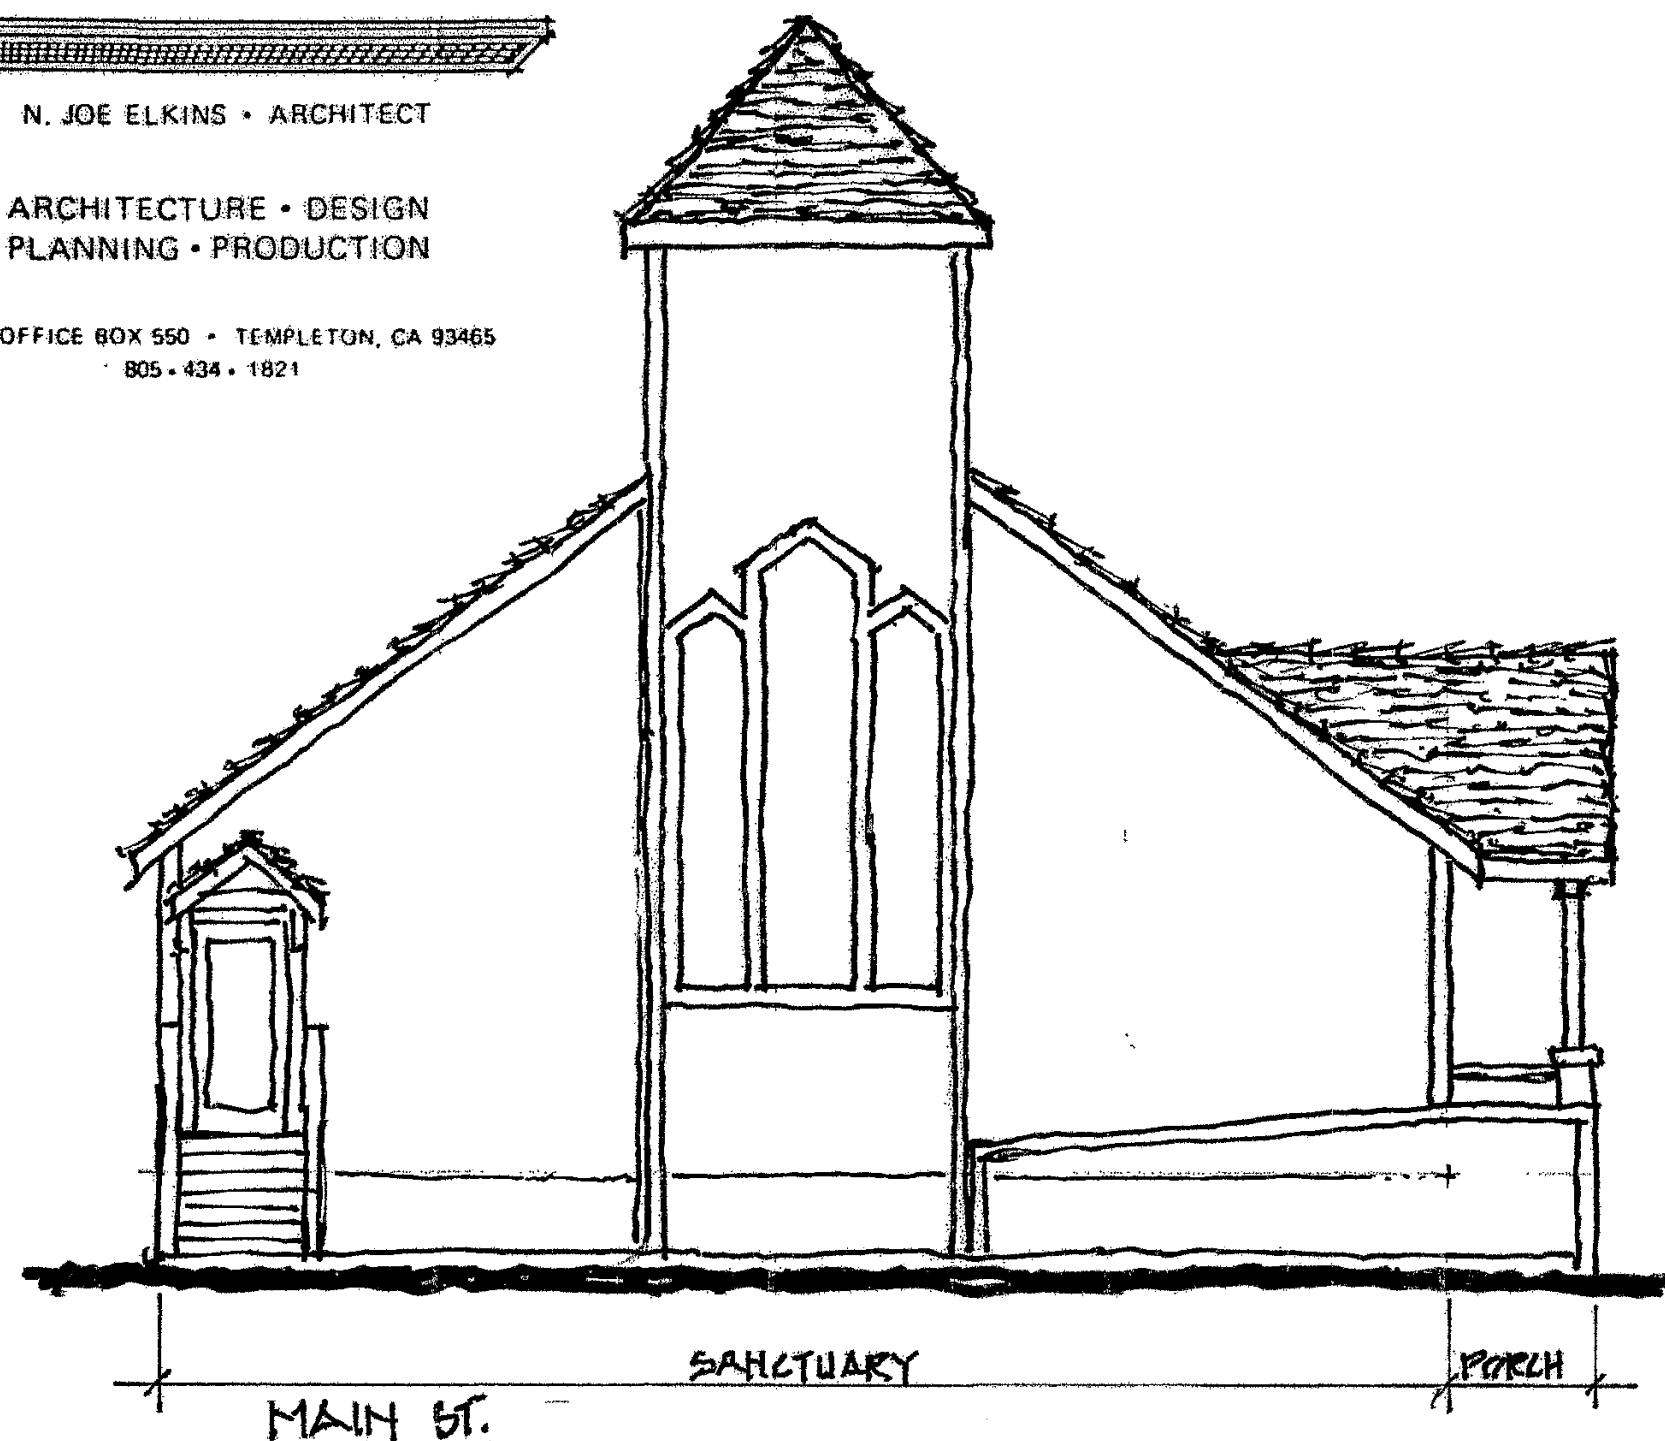 N. JOE ELKINS • ARCHITECT
ARCHITECTURE • DESIGN
PLANNING • PRODUCTION
OFFICE BOX 550 • TEMPLETON, CA 93465
805 • 434 • 1821
SANCTUARY
PORCH
MAIN ST.